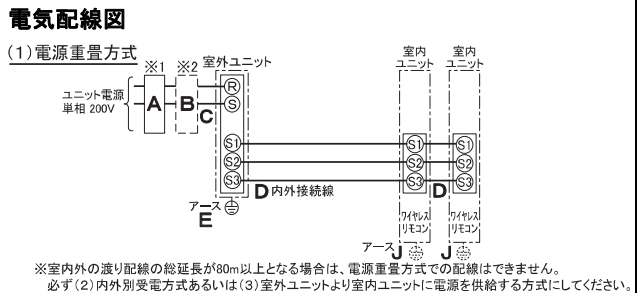 電気配線図
(1)電源重畳方式
※1
※2
室外ユニット
室内
ユニット
室内
ユニット
ユニット電源
単相 200V
A
B
C
R
S
S1
S2
S3
S1
S2
S3
S1
S2
S3
D 内外接続線
D
アース
E
ワイヤレス
リモコン
ワイヤレス
リモコン
アース J
J
※室内外の渡り配線の総延長が80m以上となる場合は、電源重畳方式での配線はできません。
必ず(2)内外別受電方式あるいは(3)室外ユニットより室内ユニットに電源を供給する方式にしてください。